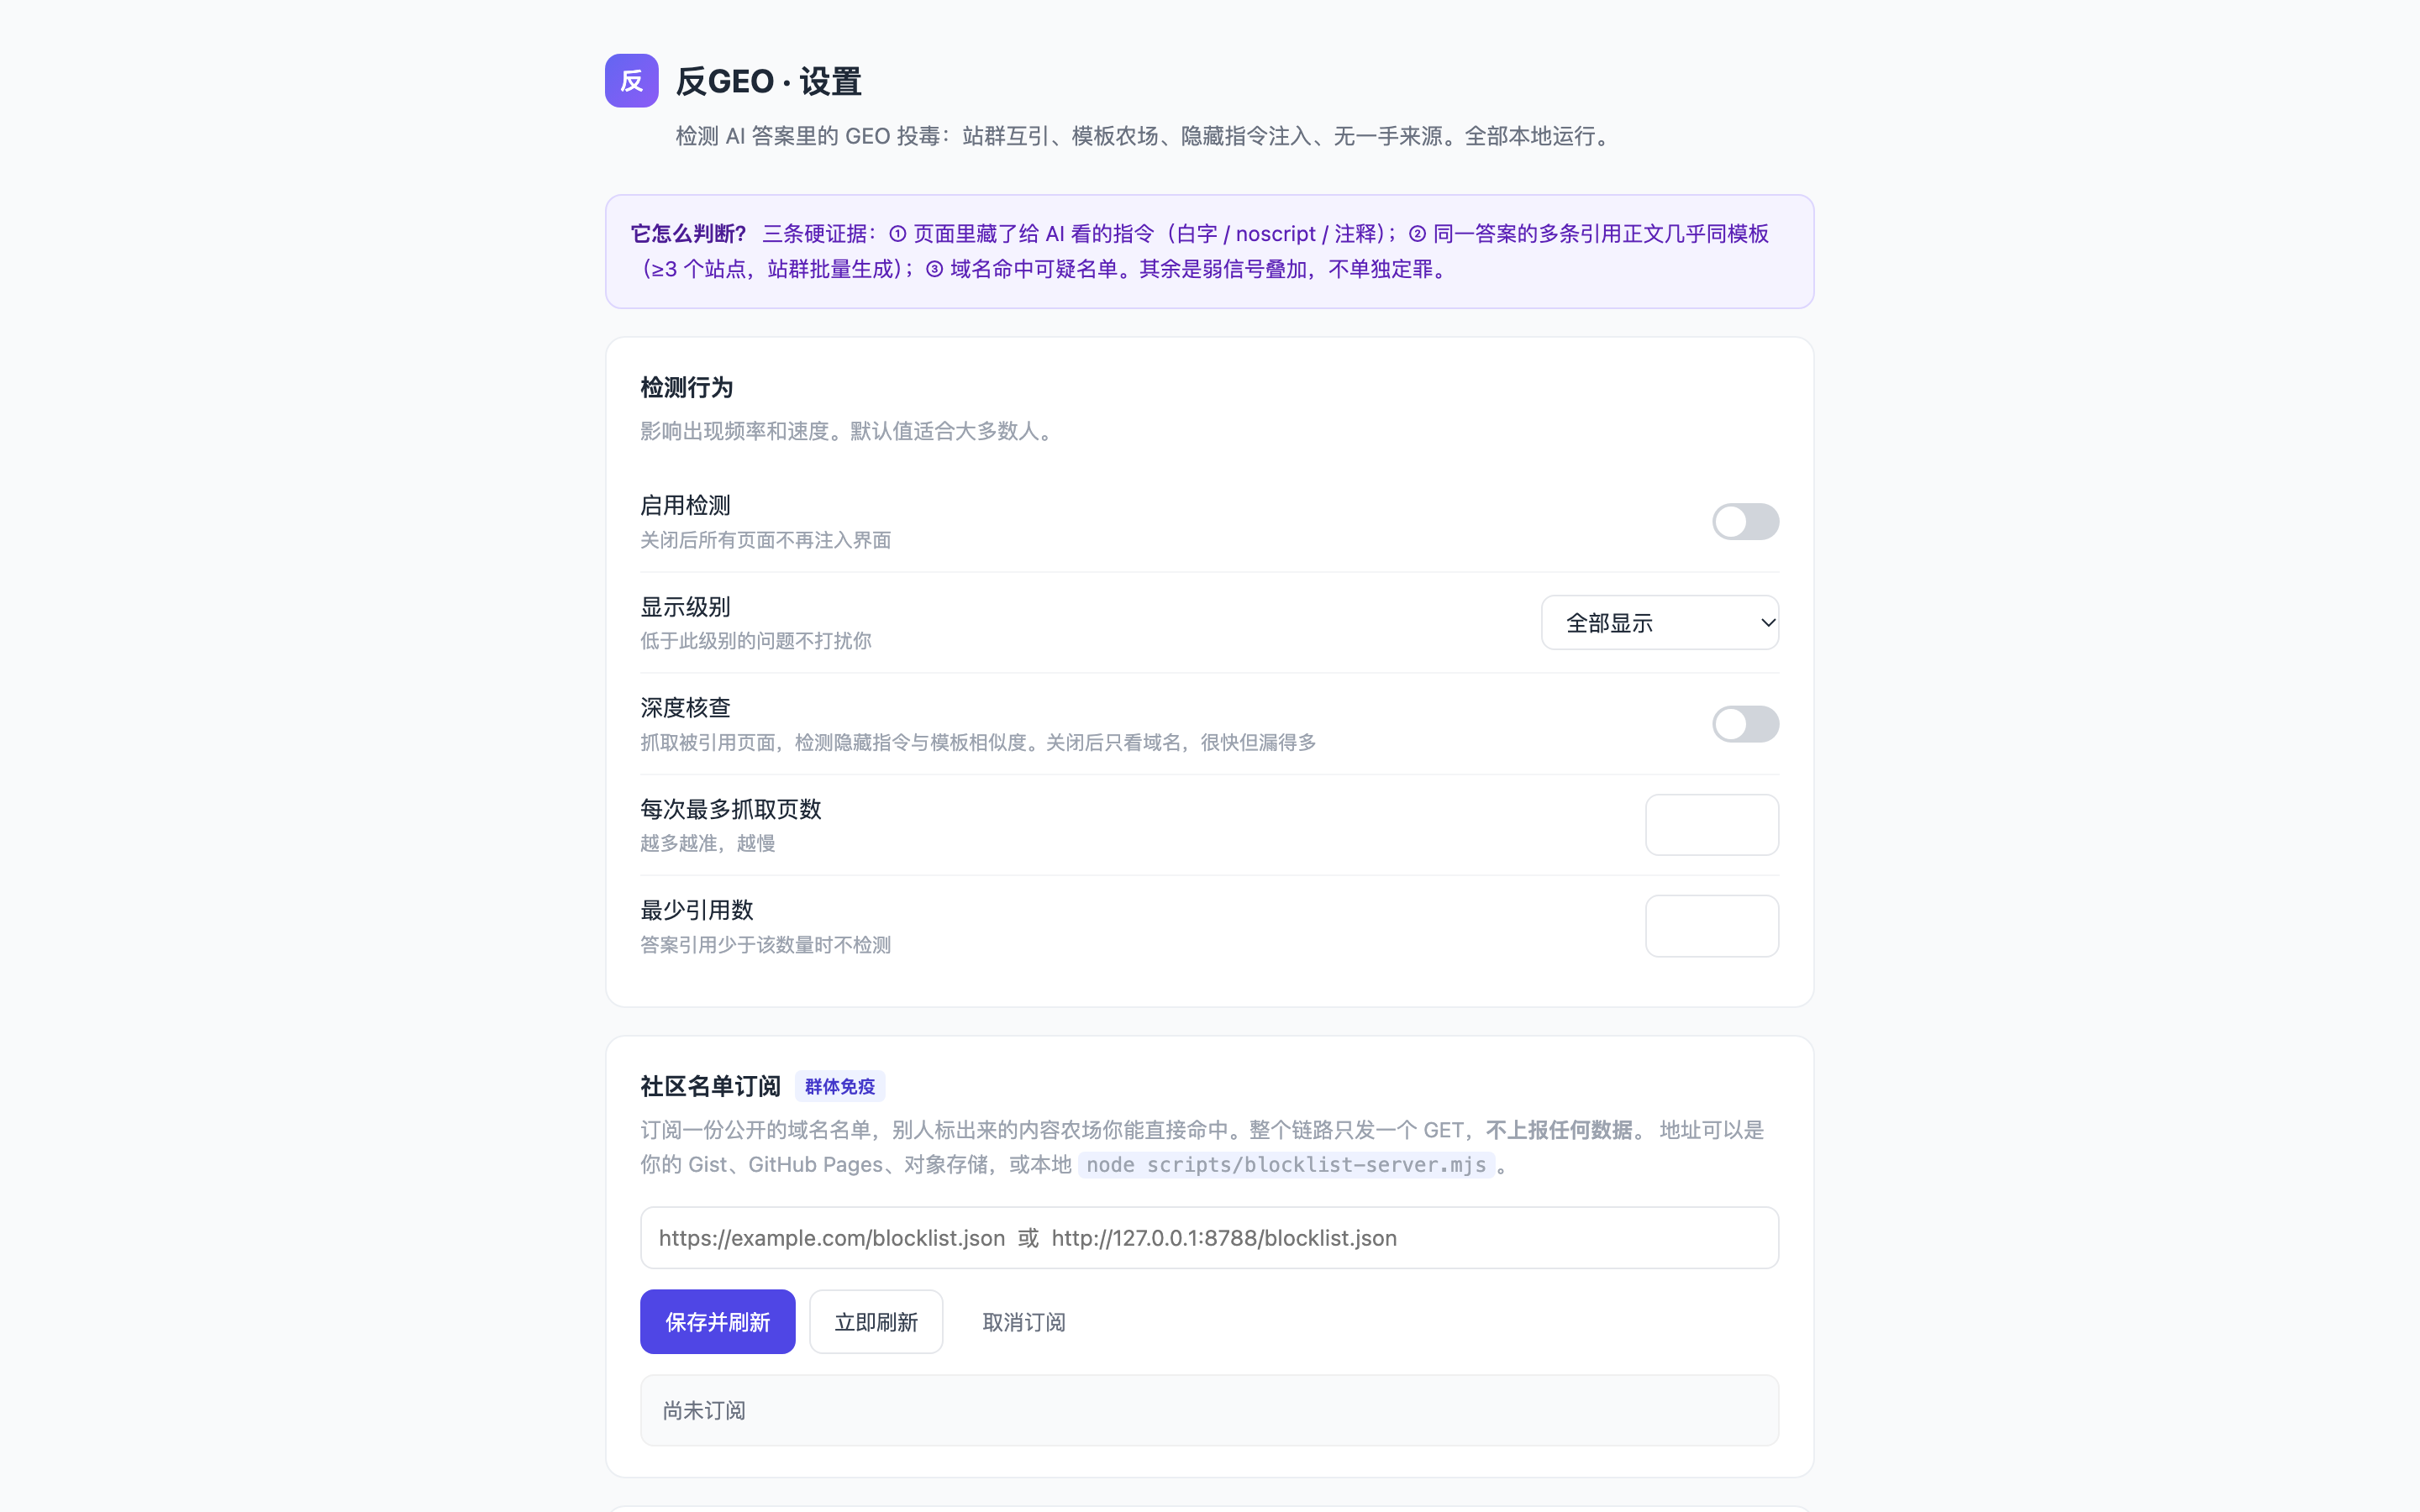 反
反GEO · 设置
检测 AI 答案里的 GEO 投毒：站群互引、模板农场、隐藏指令注入、无一手来源。全部本地运行。
它怎么判断？ 三条硬证据：① 页面里藏了给 AI 看的指令（白字 / noscript / 注释）；② 同一答案的多条引用正文几乎同模板
（≥3 个站点，站群批量生成）；③ 域名命中可疑名单。其余是弱信号叠加，不单独定罪。
检测行为
影响出现频率和速度。默认值适合大多数人。
启用检测
关闭后所有页面不再注入界面
显示级别
全部显示
低于此级别的问题不打扰你
深度核查
抓取被引用页面，检测隐藏指令与模板相似度。关闭后只看域名，很快但漏得多
每次最多抓取页数
越多越准，越慢
最少引用数
答案引用少于该数量时不检测
社区名单订阅 群体免疫
订阅一份公开的域名名单，别人标出来的内容农场你能直接命中。整个链路只发一个 GET，不上报任何数据。 地址可以是
你的 Gist、GitHub Pages、对象存储，或本地 node scripts/blocklist-server.mjs 。
https://example.com/blocklist.json 或 http://127.0.0.1:8788/blocklist.json
保存并刷新 立即刷新 取消订阅
尚未订阅